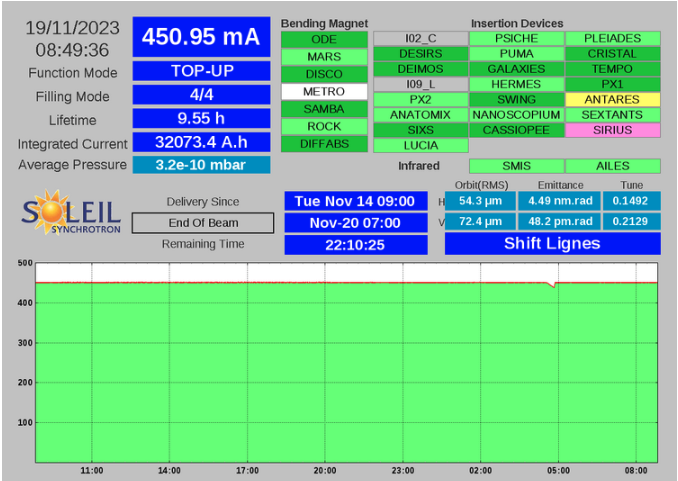 19/11/2023
08:49:36
450.95 mA
Function Mode TOP-UP
Filling Mode 4/4
Lifetime 9.55 h
Integrated Current 32073.4 A.h
Average Pressure 3.2e-10 mbar
Bending Magnet
ODE
MARS
DISCO
METRO
SAMBA
ROCK
DIFFABS
Insertion Devices
I02_C PSICHE PLEIADES
DESIRS PUMA CRISTAL
DEIMOS GALAXIES TEMPO
I09_L HERMES PX1
PX2 SWING ANTARES
ANATOMIX NANOSCOPIUM SEXTANTS
SIXS CASSIOPEE SIRIUS
LUCIA
Infrared SMIS AILES
SOLEIL
SYNCHROTRON
Delivery Since Tue Nov 14 09:00
End Of Beam Nov-20 07:00
Remaining Time 22:10:25
Orbit(RMS) Emittance Tune
H 54.3 µm 4.49 nm.rad 0.1492
V 72.4 µm 48.2 pm.rad 0.2129
Shift Lignes
500
400
300
200
100
11:00 14:00 17:00 20:00 23:00 02:00 05:00 08:00